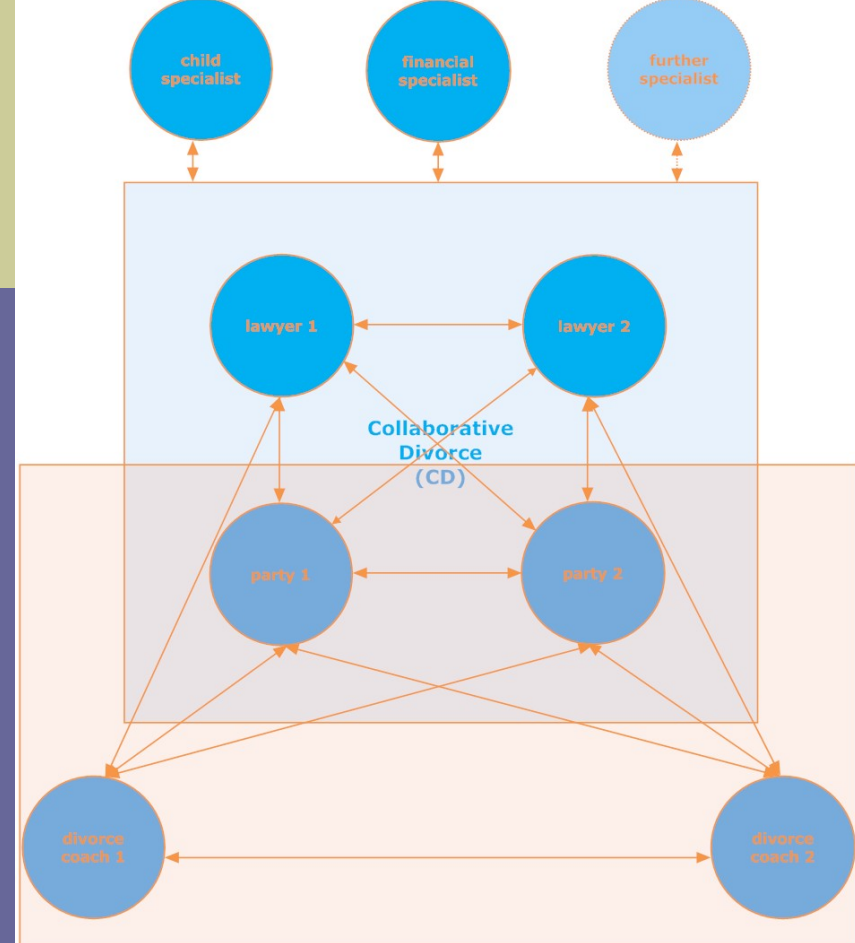 child
specialist
financial
specialist
further
specialist
lawyer 1
lawyer 2
Collaborative
Divorce
(CD)
party 1
party 2
divorce
coach 1
divorce
coach 2